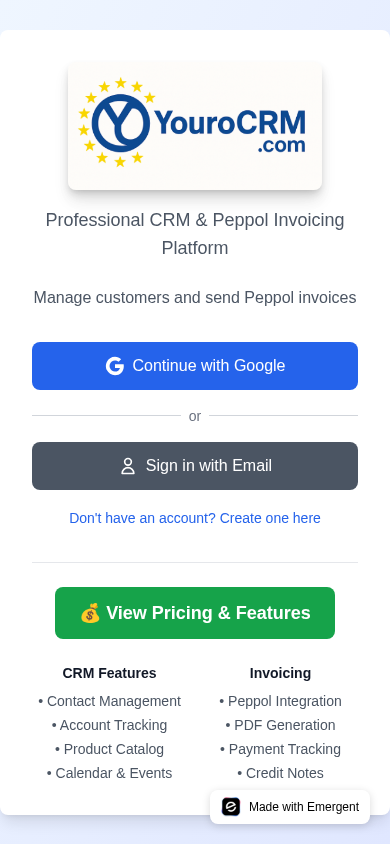 YouroCRM
.com
Professional CRM & Peppol Invoicing
Platform
Manage customers and send Peppol invoices
Continue with Google
or
Sign in with Email
Don't have an account? Create one here
💰 View Pricing & Features
CRM Features
• Contact Management
• Account Tracking
• Product Catalog
• Calendar & Events
Invoicing
• Peppol Integration
• PDF Generation
• Payment Tracking
• Credit Notes
Made with Emergent